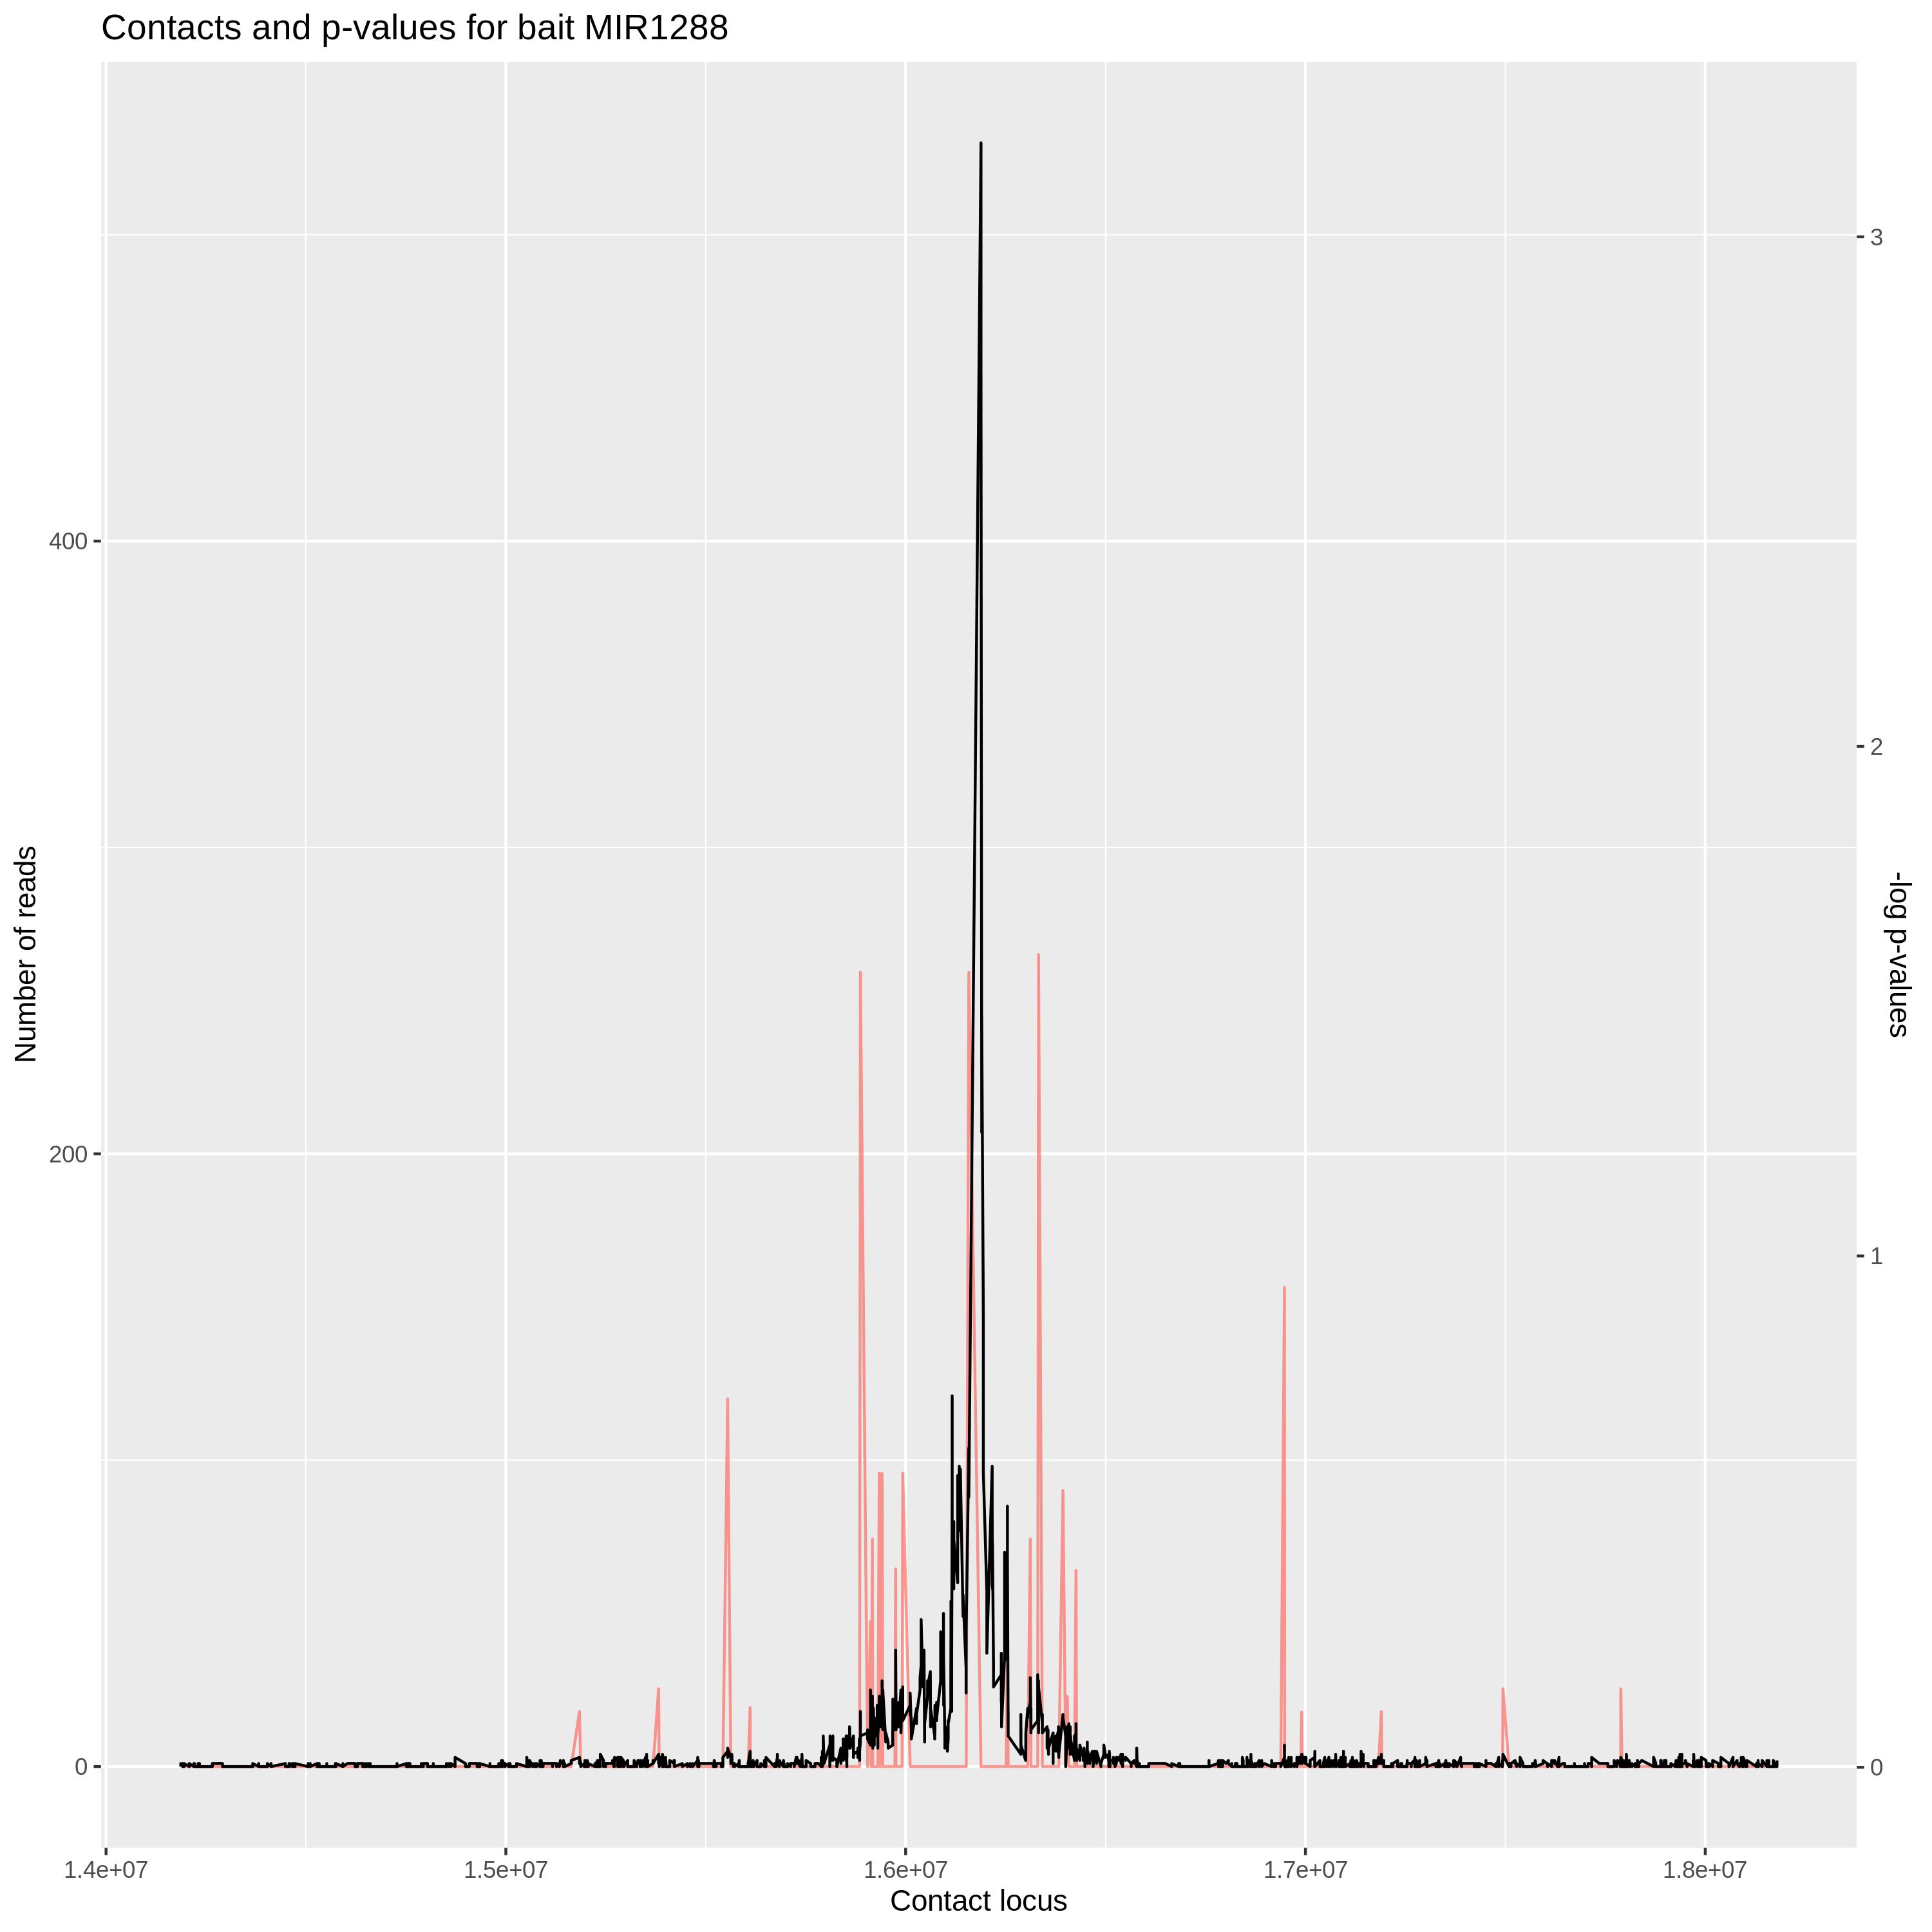 Contacts and p-values for bait MIR1288
Number of reads
400
200
0
3
2
1
0
-log p-values
1.4e+07
1.5e+07
1.6e+07
1.7e+07
1.8e+07
Contact locus